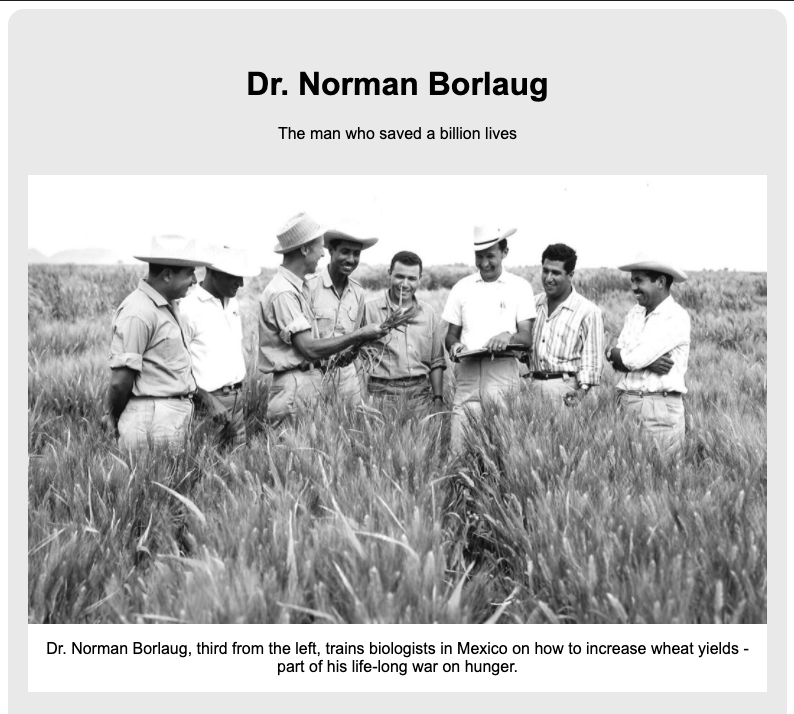 Dr. Norman Borlaug
The man who saved a billion lives
Dr. Norman Borlaug, third from the left, trains biologists in Mexico on how to increase wheat yields -
part of his life-long war on hunger.